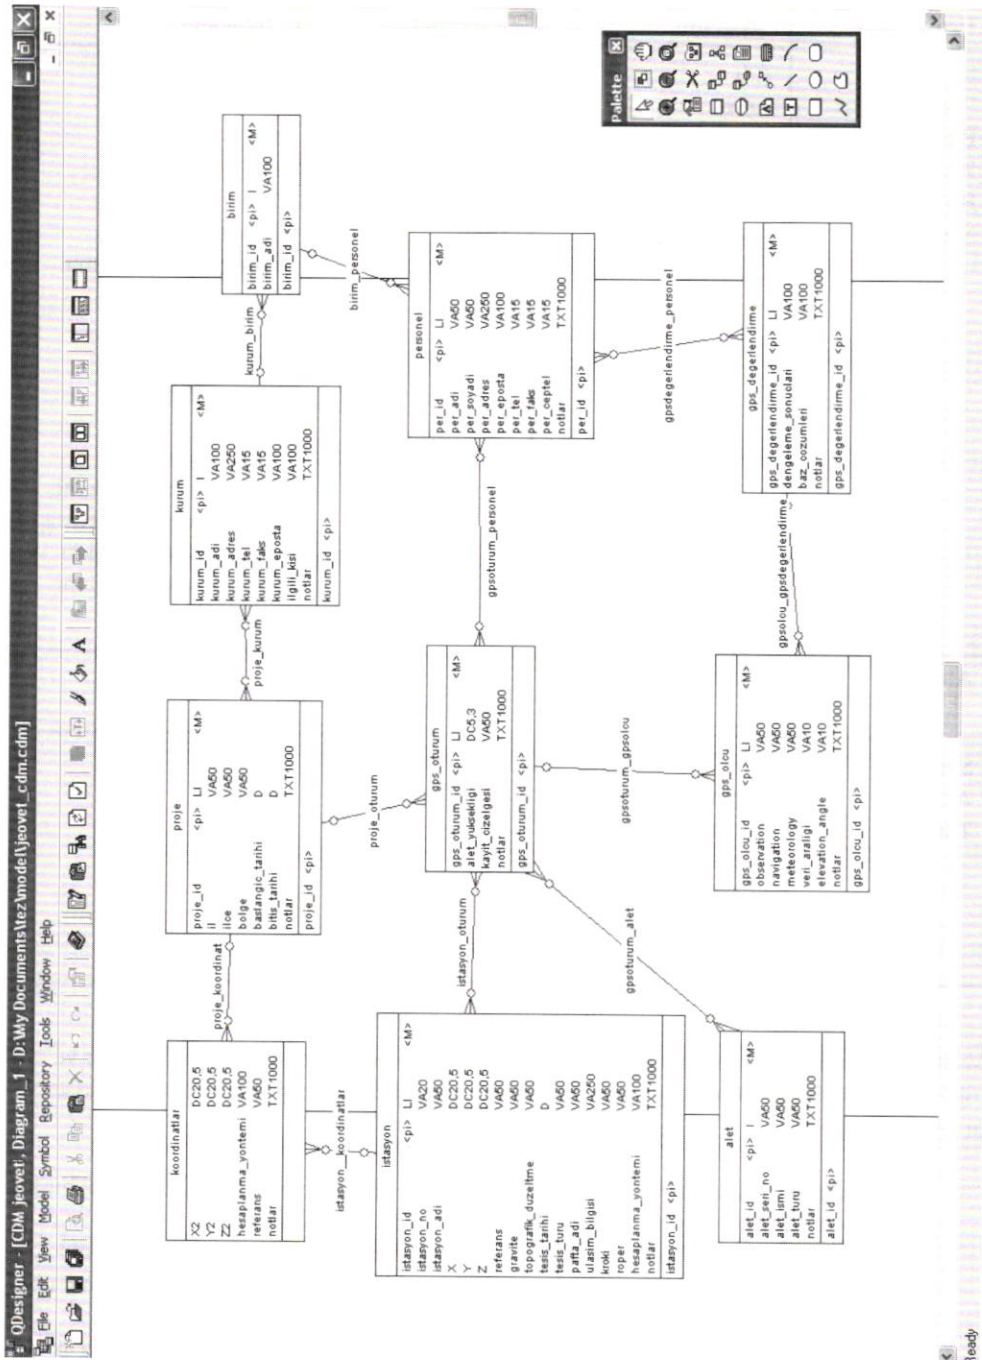 QDesigner - [CDM jeovet!, Diagram_1 - D:\My Documents\tez\model\jeovet_cdm.cdm]
File Edit View Model Symbol Repository Tools Window Help
koordinatlar
X2 DC20,5
Y2 DC20,5
Z2 DC20,5
hesaplanma_yontemi VA100
referans VA50
notlar TXT1000
proje_koordinat
proje
proje_id <pi> LI <M>
il VA50
ilce VA50
bolge VA50
baslangic_tarihi D
bitis_tarihi D
notlar TXT1000
proje_id <pi>
proje_kurum
kurum
kurum_id <pi> I <M>
kurum_adi VA100
kurum_adres VA250
kurum_tel VA15
kurum_faks VA15
kurum_eposta VA100
ilgili_kisi VA100
notlar TXT1000
kurum_id <pi>
kurum_birim
birim
birim_id <pi> I <M>
birim_adi VA100
birim_id <pi>
istasyon_koordinatlar
proje_oturum
birim_personel
istasyon
istasyon_id <pi> LI <M>
istasyon_no VA20
istasyon_adi VA50
X DC20,5
Y DC20,5
Z DC20,5
referans VA50
gravite VA50
topografik_duzeltme VA50
tesis_tarihi D
tesis_turu VA50
pafta_adi VA50
ulasim_bilgisi VA250
kroki VA50
roper VA50
hesaplanma_yontemi VA100
notlar TXT1000
istasyon_id <pi>
istasyon_oturum
gps_oturum
gps_oturum_id <pi> LI <M>
alet_yuksekligi DC5,3
kayit_cizelgesi VA50
notlar TXT1000
gps_oturum_id <pi>
gpsoturum_personel
personel
per_id <pi> LI <M>
per_adi VA50
per_soyadi VA50
per_adres VA250
per_eposta VA100
per_tel VA15
per_faks VA15
per_ceptel VA15
notlar TXT1000
per_id <pi>
Palette
gpsoturum_alet
gpsoturum_gpsolcu
gpsdegerlendirme_personel
alet
alet_id <pi> I <M>
alet_seri_no VA50
alet_ismi VA50
alet_turu VA50
notlar TXT1000
alet_id <pi>
gps_olcu
gps_olcu_id <pi> LI <M>
observation VA50
navigation VA50
meteorology VA50
veri_araligi VA10
elevation_angle VA10
notlar TXT1000
gps_olcu_id <pi>
gpsolcu_gpsdegerlendirme
gps_degerlendirme
gps_degerlendirme_id <pi> LI <M>
dengeleme_sonuclari VA100
baz_cozumleri VA100
notlar TXT1000
gps_degerlendirme_id <pi>
Ready